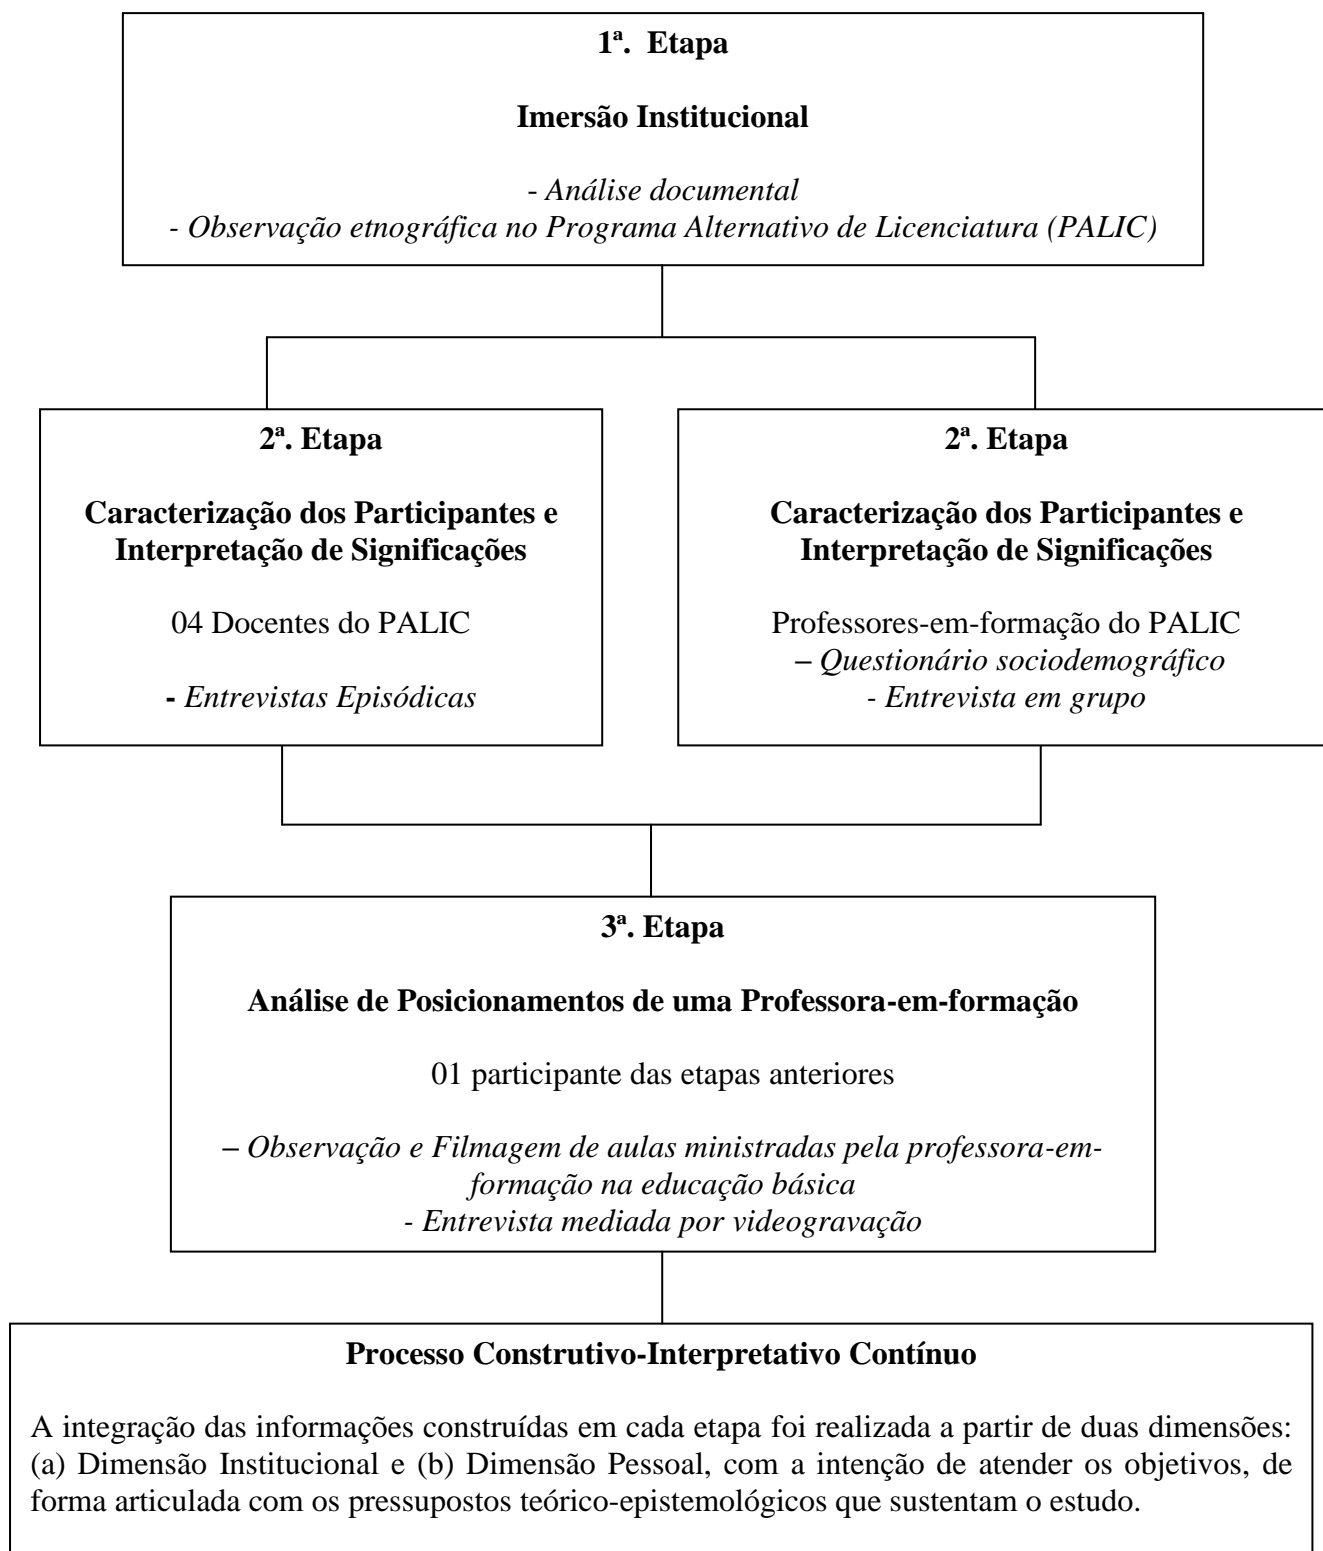 1ª. Etapa
Imersão Institucional
- Análise documental
- Observação etnográfica no Programa Alternativo de Licenciatura (PALIC)
2ª. Etapa
Caracterização dos Participantes e
Interpretação de Significações
04 Docentes do PALIC
- Entrevistas Episódicas
2ª. Etapa
Caracterização dos Participantes e
Interpretação de Significações
Professores-em-formação do PALIC
– Questionário sociodemográfico
- Entrevista em grupo
3ª. Etapa
Análise de Posicionamentos de uma Professora-em-formação
01 participante das etapas anteriores
– Observação e Filmagem de aulas ministradas pela professora-em-
formação na educação básica
- Entrevista mediada por videogravação
Processo Construtivo-Interpretativo Contínuo
A integração das informações construídas em cada etapa foi realizada a partir de duas dimensões:
(a) Dimensão Institucional e (b) Dimensão Pessoal, com a intenção de atender os objetivos, de
forma articulada com os pressupostos teórico-epistemológicos que sustentam o estudo.